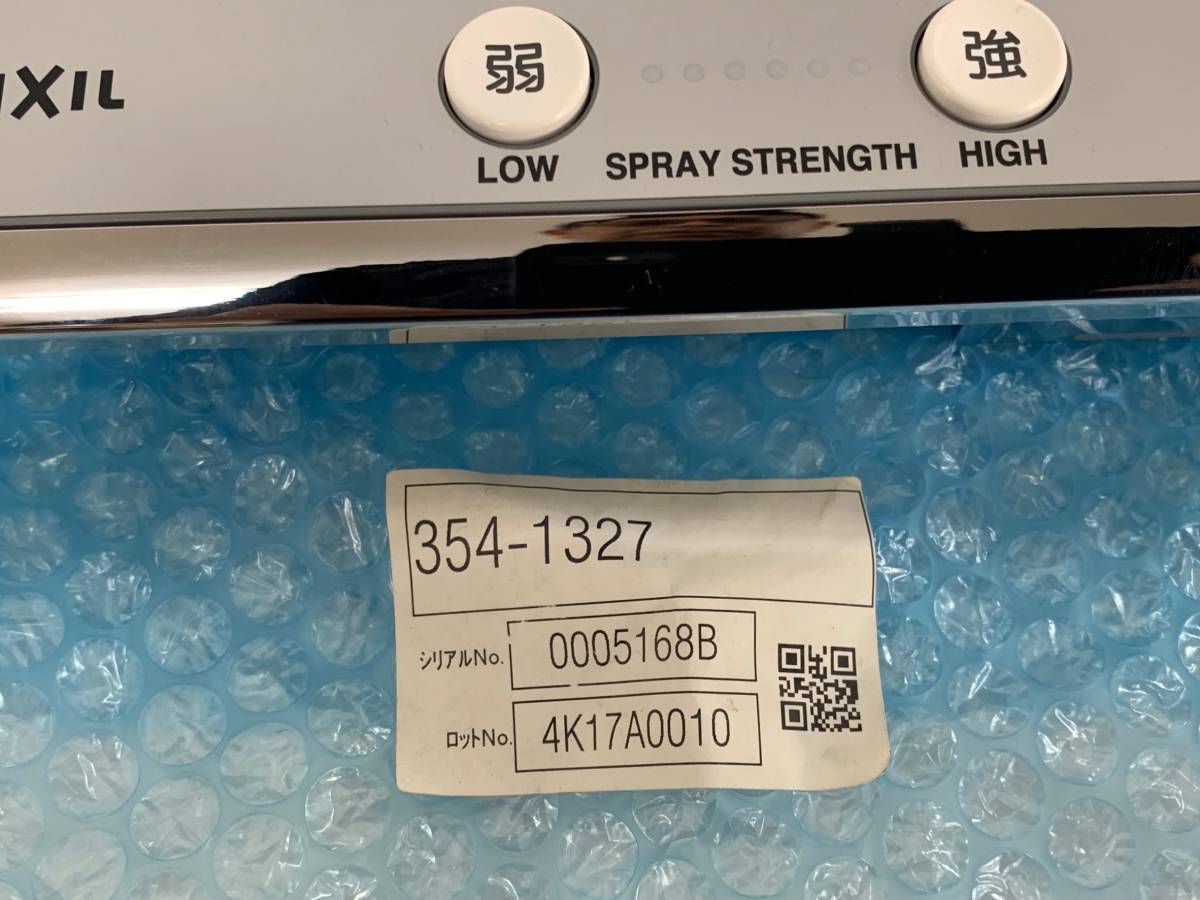 IXIL
弱
強
LOW SPRAY STRENGTH HIGH
354-1327
シリアルNo. 0005168B
ロットNo. 4K17A0010